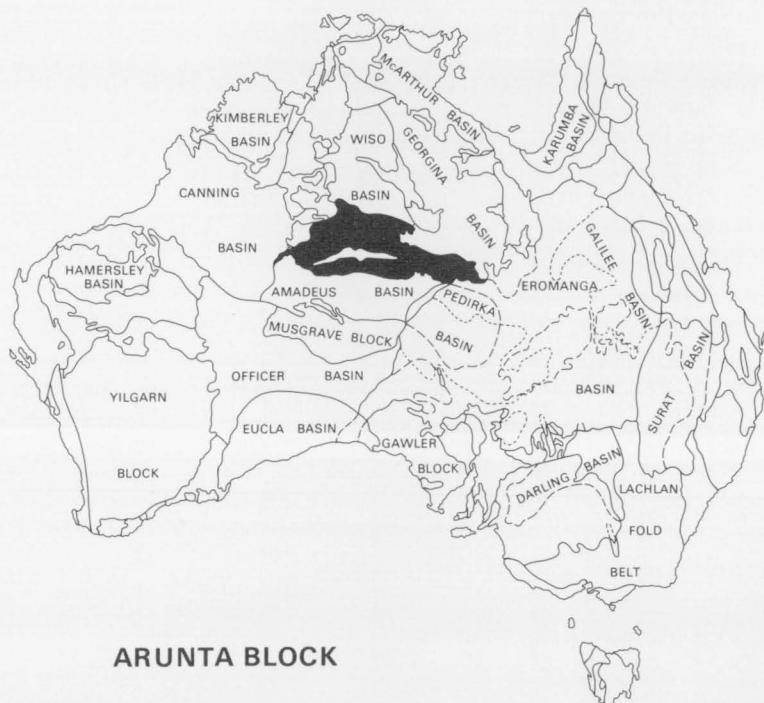 McARTHUR BASIN
KIMBERLEY
BASIN
WISO
BASIN
GEORGINA
BASIN
KARUMBA
BASIN
CANNING
BASIN
HAMERSLEY
BASIN
GALILEE
BASIN
EROMANGA
BASIN
AMADEUS BASIN
PEDIRKA
BASIN
MUSGRAVE BLOCK
OFFICER BASIN
YILGARN
BLOCK
EUCLA BASIN
GAWLER
BLOCK
SURAT
BASIN
DARLING BASIN
LACHLAN
FOLD
BELT
ARUNTA BLOCK